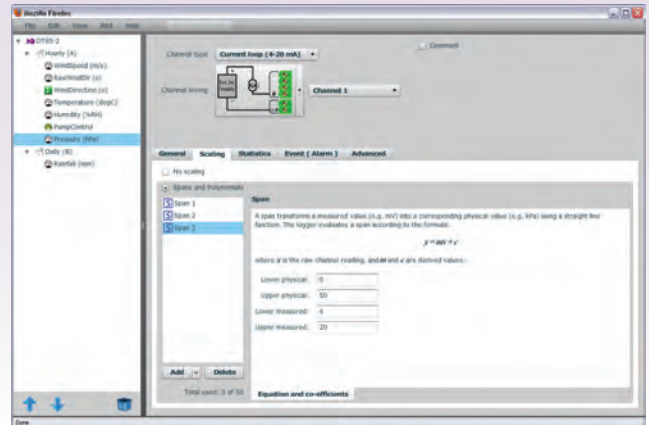 Mozilla Firefox
File Edit View Add Help
DT85-2
Hourly (A)
WindSpeed (m/s)
RawWindDir (o)
WindDirection (o)
Temperature (degC)
Humidity (%RH)
PumpControl
Pressure (hPa)
Daily (B)
Rainfall (mm)
Channel type Current loop (4-20 mA)
Comment
Channel wiring Channel 1
General Scaling Statistics Event ( Alarm ) Advanced
No scaling
Spans and Polynomials
Span 1
Span 2
Span 3
Span
A span transforms a measured value (e.g. mV) into a corresponding physical value (e.g. kPa) using a straight line
function. The logger evaluates a span according to the formula:
y = mx + c
where x is the raw channel reading, and m and c are derived values.
Lower physical: 0
Upper physical: 50
Lower measured: 4
Upper measured: 20
Add Delete
Total used: 3 of 50
Equation and co-efficients
Done